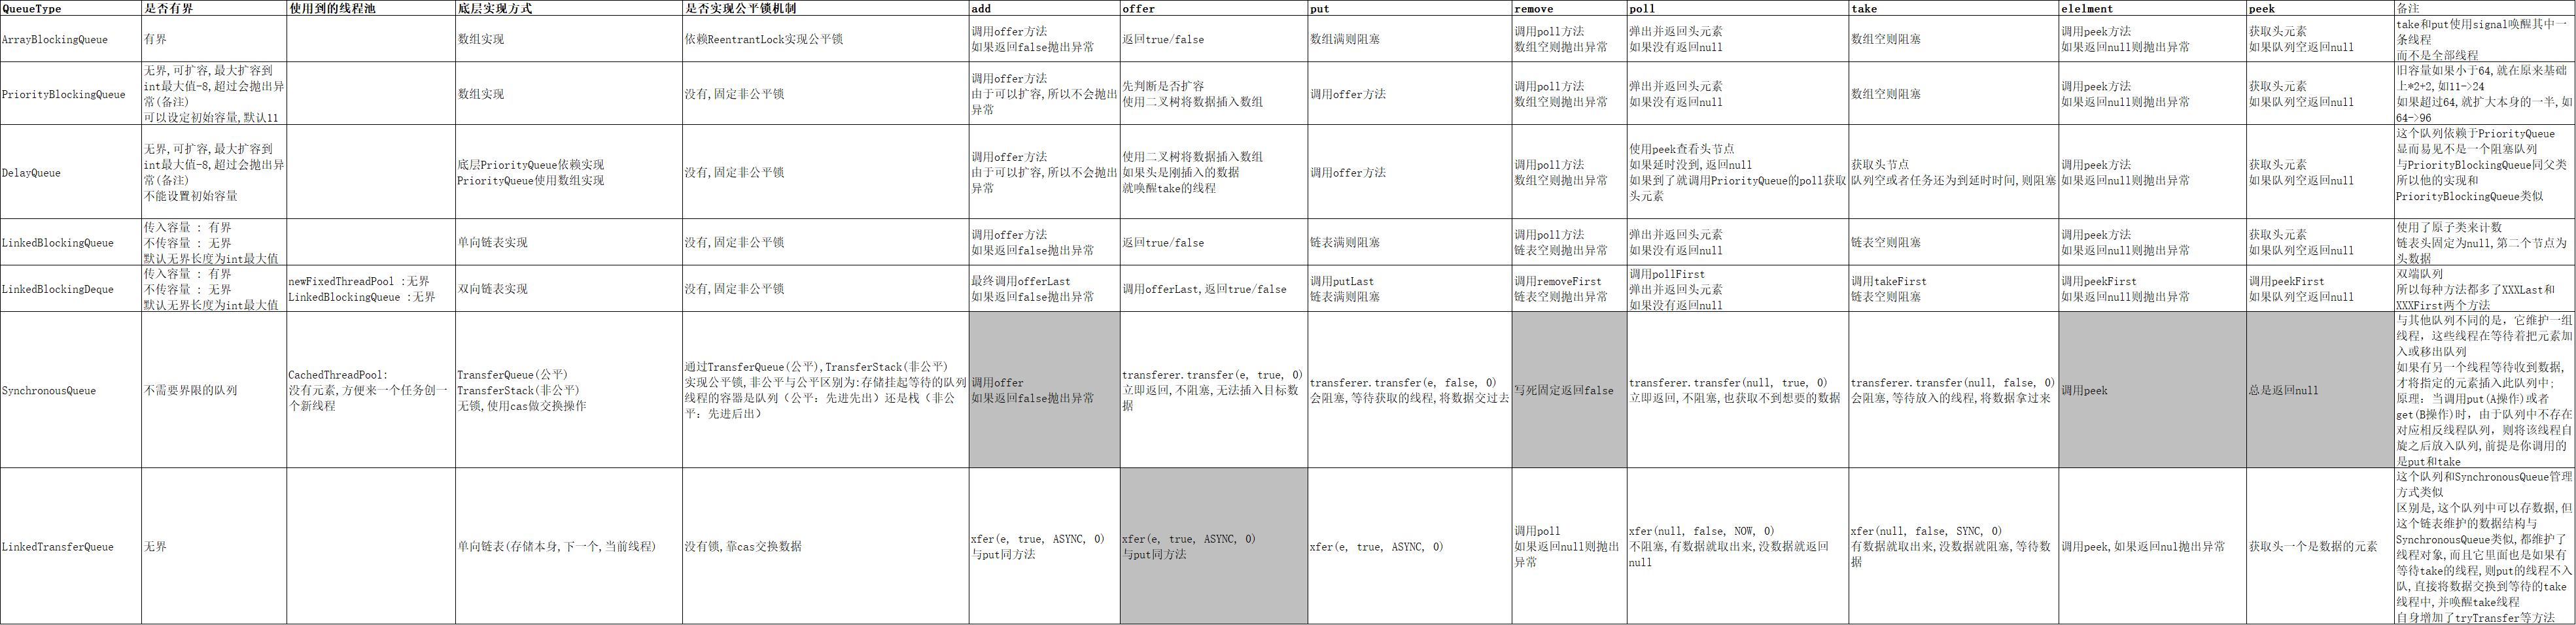 QueueType 是否有界 使用到的线程池 底层实现方式 是否实现公平锁机制 add offer put remove poll take elelment peek 备注
ArrayBlockingQueue
有界
数组实现
依赖ReentrantLock实现公平锁
调用offer方法
如果返回false抛出异常
返回true/false
数组满则阻塞
调用poll方法
数组空则抛出异常
弹出并返回头元素
如果没有返回null
数组空则阻塞
调用peek方法
如果返回null则抛出异常
获取头元素
如果队列空返回null
take和put使用signal唤醒其中一
条线程
而不是全部线程
PriorityBlockingQueue
无界,可扩容,最大扩容到
int最大值-8,超过会抛出异
常(备注)
可以设定初始容量,默认11
数组实现
没有,固定非公平锁
调用offer方法
由于可以扩容,所以不会抛出
异常
先判断是否扩容
使用二叉树将数据插入数组
调用offer方法
调用poll方法
数组空则抛出异常
弹出并返回头元素
如果没有返回null
数组空则阻塞
调用peek方法
如果返回null则抛出异常
获取头元素
如果队列空返回null
旧容量如果小于64,就在原来基础
上*2+2,如11->24
如果超过64,就扩大本身的一半,如
64->96
DelayQueue
无界,可扩容,最大扩容到
int最大值-8,超过会抛出异
常(备注)
不能设置初始容量
底层PriorityQueue依赖实现
PriorityQueue使用数组实现
没有,固定非公平锁
调用offer方法
由于可以扩容,所以不会抛出
异常
使用二叉树将数据插入数组
如果头是刚插入的数据
就唤醒take的线程
调用offer方法
调用poll方法
数组空则抛出异常
使用peek查看头节点
如果延时没到,返回null
如果到了就调用PriorityQueue的poll获取
头元素
获取头节点
队列空或者任务还为到延时时间,则阻塞
调用peek方法
如果返回null则抛出异常
获取头元素
如果队列空返回null
这个队列依赖于PriorityQueue
显而易见不是一个阻塞队列
与PriorityBlockingQueue同父类
所以他的实现和
PriorityBlockingQueue类似
LinkedBlockingQueue
传入容量 : 有界
不传容量 : 无界
默认无界长度为int最大值
单向链表实现
没有,固定非公平锁
调用offer方法
如果返回false抛出异常
返回true/false
链表满则阻塞
调用poll方法
链表空则抛出异常
弹出并返回头元素
如果没有返回null
链表空则阻塞
调用peek方法
如果返回null则抛出异常
获取头元素
如果队列空返回null
使用了原子类来计数
链表头固定为null,第二个节点为
头数据
LinkedBlockingDeque
传入容量 : 有界
不传容量 : 无界
默认无界长度为int最大值
newFixedThreadPool :无界
LinkedBlockingQueue :无界
双向链表实现
没有,固定非公平锁
最终调用offerLast
如果返回false抛出异常
调用offerLast,返回true/false
调用putLast
链表满则阻塞
调用removeFirst
链表空则抛出异常
调用pollFirst
弹出并返回头元素
如果没有返回null
调用takeFirst
链表空则阻塞
调用peekFirst
如果返回null则抛出异常
调用peekFirst
如果队列空返回null
双端队列
所以每种方法都多了XXXLast和
XXXFirst两个方法
SynchronousQueue
不需要界限的队列
CachedThreadPool:
没有元素,方便来一个任务创一
个新线程
TransferQueue(公平)
TransferStack(非公平)
无锁,使用cas做交换操作
通过TransferQueue(公平),TransferStack(非公平)
实现公平锁,非公平与公平区别为:存储挂起等待的队列
线程的容器是队列（公平：先进先出）还是栈（非公
平：先进后出）
调用offer
如果返回false抛出异常
transferer.transfer(e, true, 0)
立即返回,不阻塞,无法插入目标数
据
transferer.transfer(e, false, 0)
会阻塞,等待获取的线程,将数据交过去
写死固定返回false
transferer.transfer(null, true, 0)
立即返回,不阻塞,也获取不到想要的数据
transferer.transfer(null, false, 0)
会阻塞,等待放入的线程,将数据拿过来
调用peek
总是返回null
与其他队列不同的是，它维护一组
线程，这些线程在等待着把元素加
入或移出队列
如果有另一个线程等待收到数据,
才将指定的元素插入此队列中;
原理：当调用put(A操作)或者
get(B操作)时，由于队列中不存在
对应相反线程队列，则将该线程自
旋之后放入队列,前提是你调用的
是put和take
LinkedTransferQueue
无界
单向链表(存储本身,下一个,当前线程)
没有锁,靠cas交换数据
xfer(e, true, ASYNC, 0)
与put同方法
xfer(e, true, ASYNC, 0)
与put同方法
xfer(e, true, ASYNC, 0)
调用poll
如果返回null则抛出
异常
xfer(null, false, NOW, 0)
不阻塞,有数据就取出来,没数据就返回
null
xfer(null, false, SYNC, 0)
有数据就取出来,没数据就阻塞,等待数
据
调用peek,如果返回nul抛出异常
获取头一个是数据的元素
这个队列和SynchronousQueue管理
方式类似
区别是,这个队列中可以存数据,但
这个链表维护的数据结构与
SynchronousQueue类似,都维护了
线程对象,而且它里面也是如果有
等待take的线程,则put的线程不入
队,直接将数据交换到等待的take
线程中,并唤醒take线程
自身增加了tryTransfer等方法